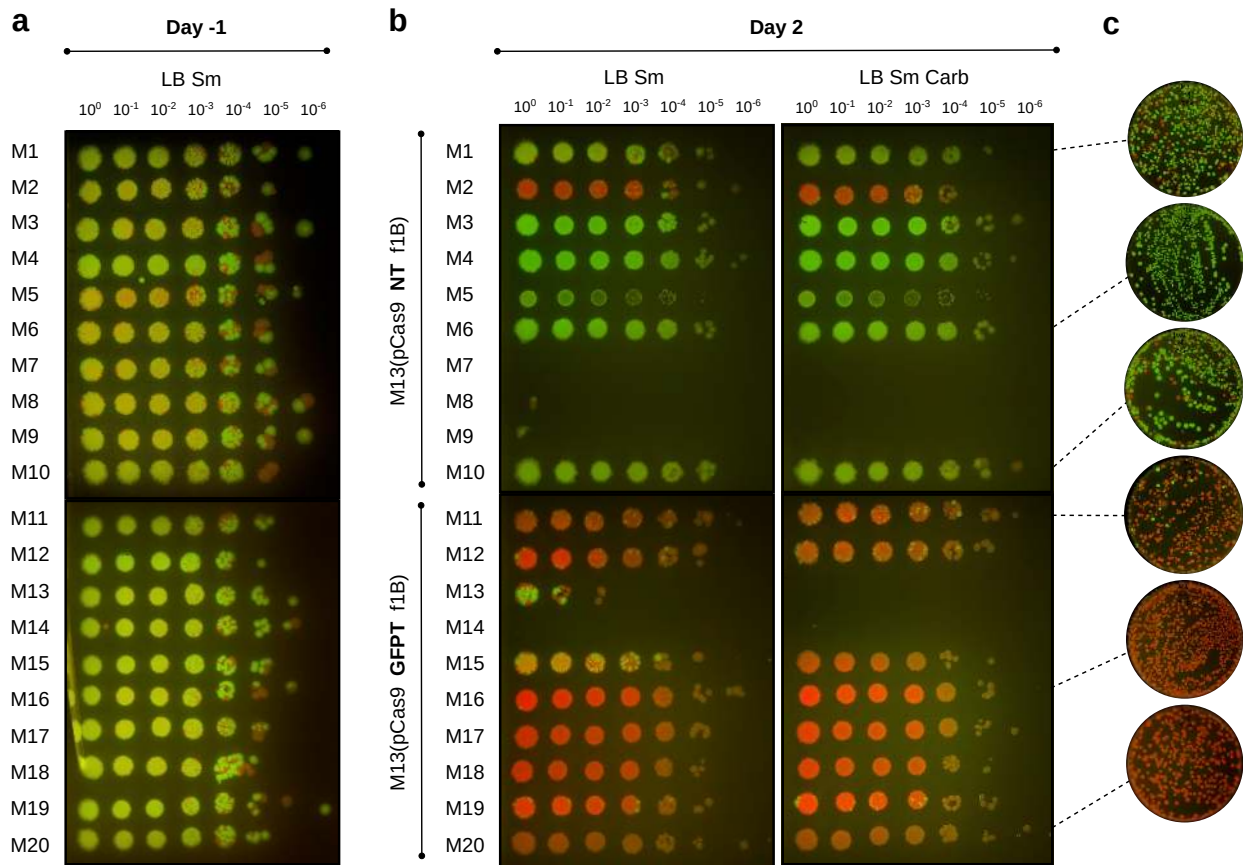 a
Day -1
LB Sm
10⁰ 10⁻¹ 10⁻² 10⁻³ 10⁻⁴ 10⁻⁵ 10⁻⁶
M1
M2
M3
M4
M5
M6
M7
M8
M9
M10
M11
M12
M13
M14
M15
M16
M17
M18
M19
M20
b
Day 2
LB Sm
LB Sm Carb
10⁰ 10⁻¹ 10⁻² 10⁻³ 10⁻⁴ 10⁻⁵ 10⁻⁶
10⁰ 10⁻¹ 10⁻² 10⁻³ 10⁻⁴ 10⁻⁵ 10⁻⁶
M13(pCas9 NT f1B)
M1
M2
M3
M4
M5
M6
M7
M8
M9
M10
M13(pCas9 GFPT f1B)
M11
M12
M13
M14
M15
M16
M17
M18
M19
M20
c